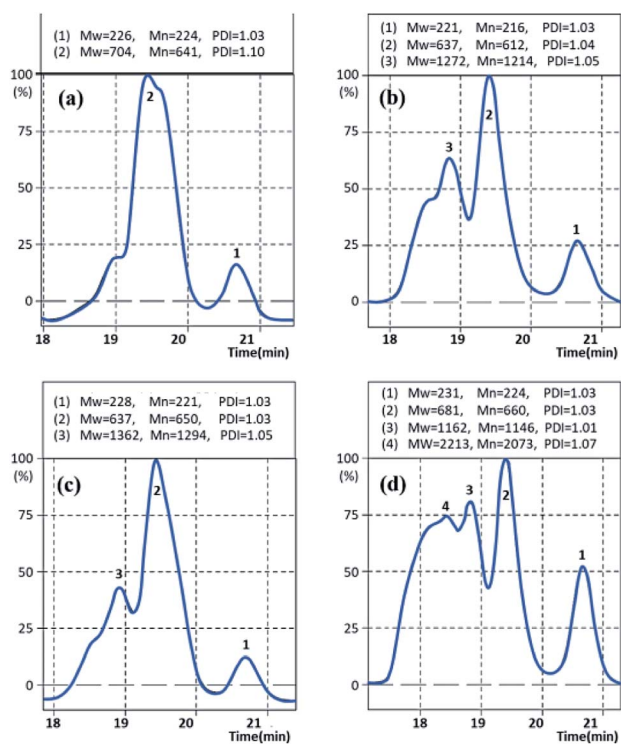 (1) Mw=226, Mn=224, PDI=1.03
(2) Mw=704, Mn=641, PDI=1.10
100
(%)
(a)
2
75
50
25
1
0
18 19 20 21
Time(min)
(1) Mw=221, Mn=216, PDI=1.03
(2) Mw=637, Mn=612, PDI=1.04
(3) Mw=1272, Mn=1214, PDI=1.05
100
(%)
(b)
2
75
3
50
25
1
0
18 19 20 21
Time(min)
(1) Mw=228, Mn=221, PDI=1.03
(2) Mw=637, Mn=650, PDI=1.03
(3) Mw=1362, Mn=1294, PDI=1.05
100
(%)
(c)
2
75
50
3
25
1
0
18 19 20 21
Time(min)
(1) Mw=231, Mn=224, PDI=1.03
(2) Mw=681, Mn=660, PDI=1.03
(3) Mw=1162, Mn=1146, PDI=1.01
(4) MW=2213, Mn=2073, PDI=1.07
100
(%)
(d)
2
75
4 3
50
1
25
0
18 19 20 21
Time(min)